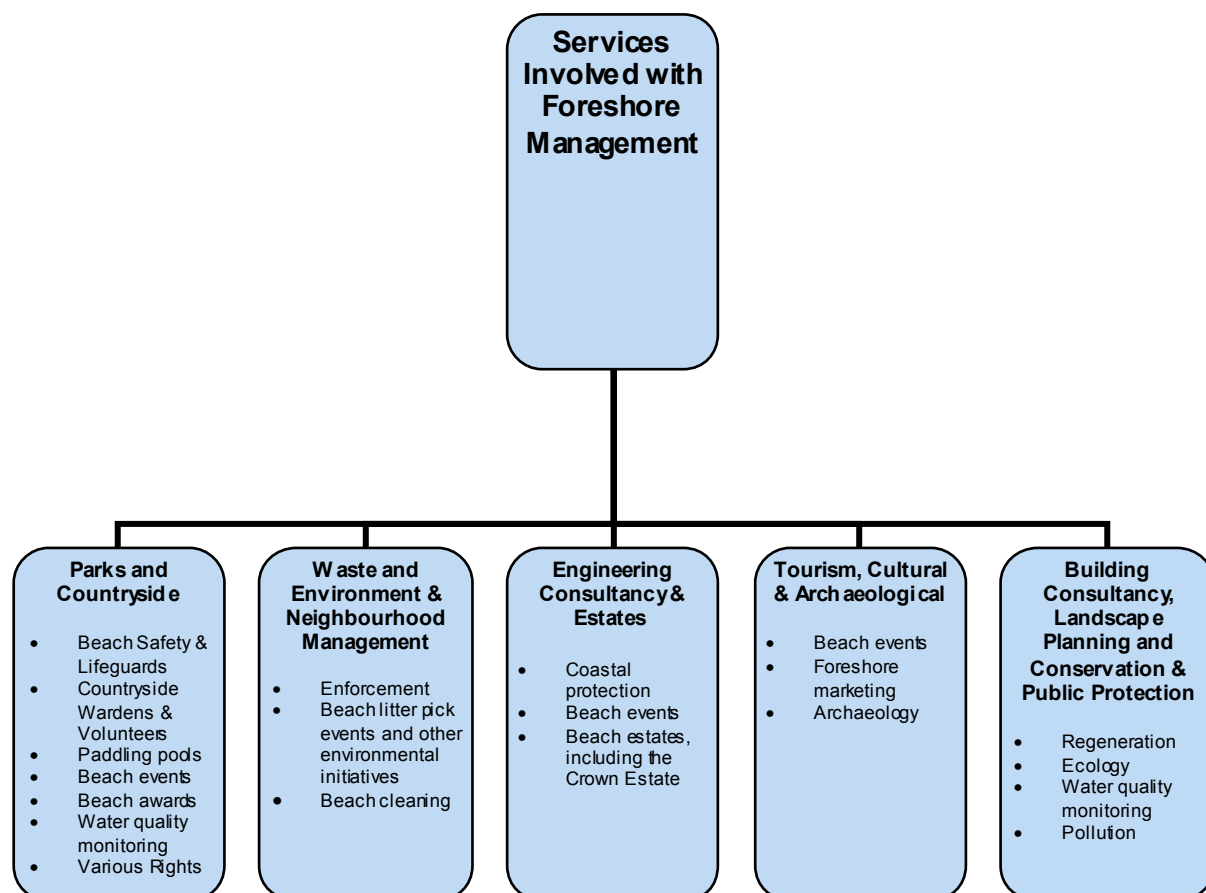 Services
Involved with
Foreshore
Management
Parks and
Countryside
• Beach Safety &
Lifeguards
• Countryside
Wardens &
Volunteers
• Paddling pools
• Beach events
• Beach awards
• Water quality
monitoring
• Various Rights
Waste and
Environment &
Neighbourhood
Management
• Enforcement
• Beach litter pick
events and other
environmental
initiatives
• Beach cleaning
Engineering
Consultancy &
Estates
• Coastal
protection
• Beach events
• Beach estates,
including the
Crown Estate
Tourism, Cultural
& Archaeological
• Beach events
• Foreshore
marketing
• Archaeology
Building
Consultancy,
Landscape
Planning and
Conservation &
Public Protection
• Regeneration
• Ecology
• Water quality
monitoring
• Pollution